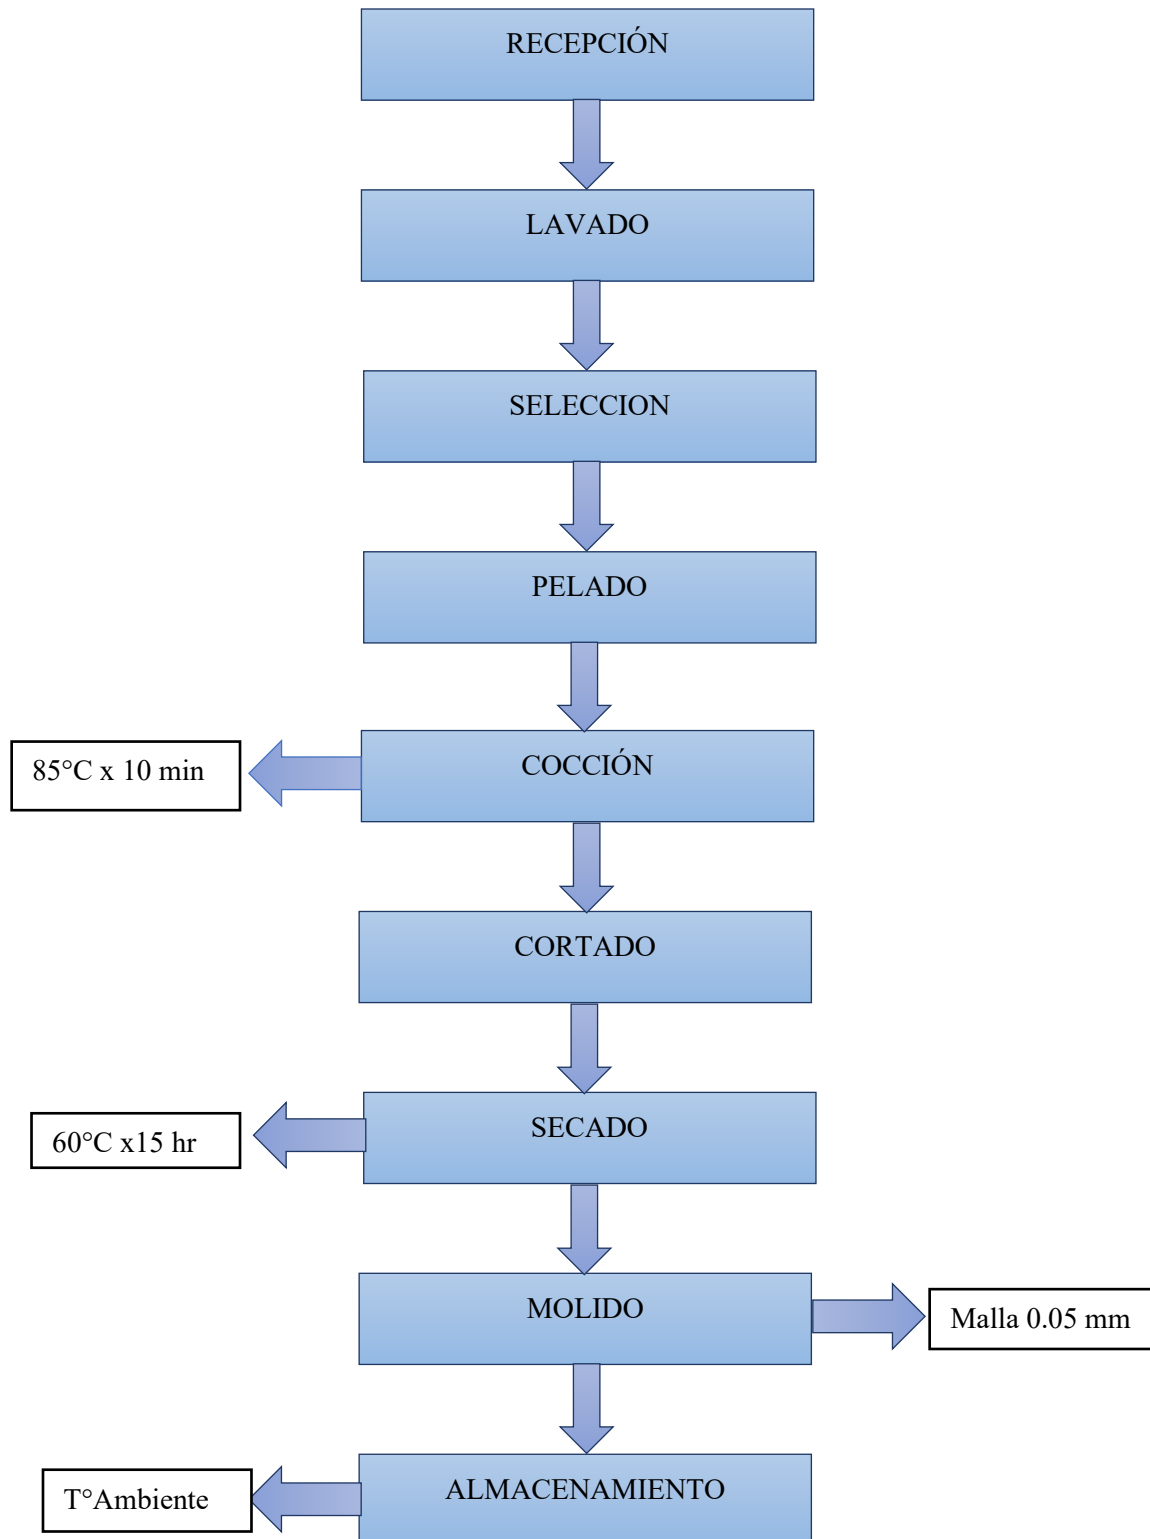 RECEPCIÓN
LAVADO
SELECCION
PELADO
COCCIÓN
85°C x 10 min
CORTADO
SECADO
60°C x15 hr
MOLIDO
Malla 0.05 mm
ALMACENAMIENTO
T°Ambiente